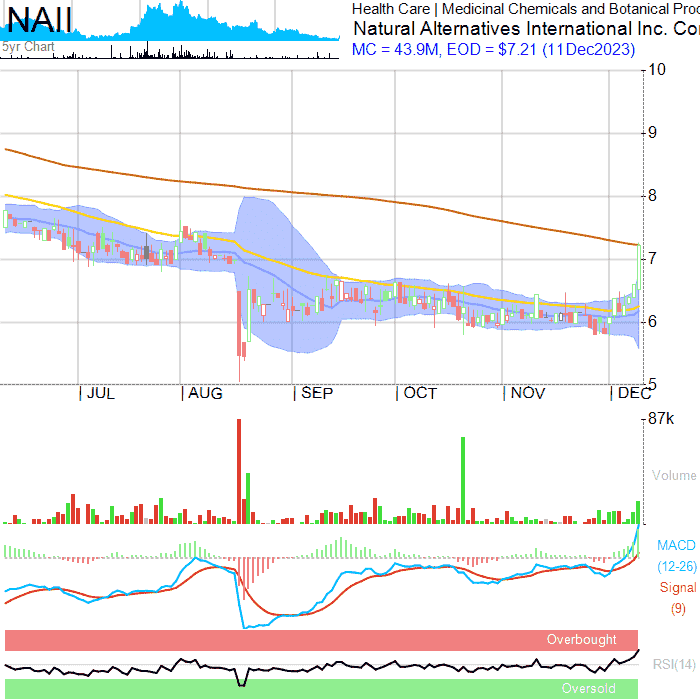 NAII
5yr Chart
Health Care | Medicinal Chemicals and Botanical Proc
Natural Alternatives International Inc. Cor
MC = 43.9M, EOD = $7.21 (11Dec2023)
10
9
8
7
6
5
JUL
AUG
SEP
OCT
NOV
DEC
87k
Volume
MACD
(12-26)
Signal
(9)
Overbought
RSI(14)
Oversold